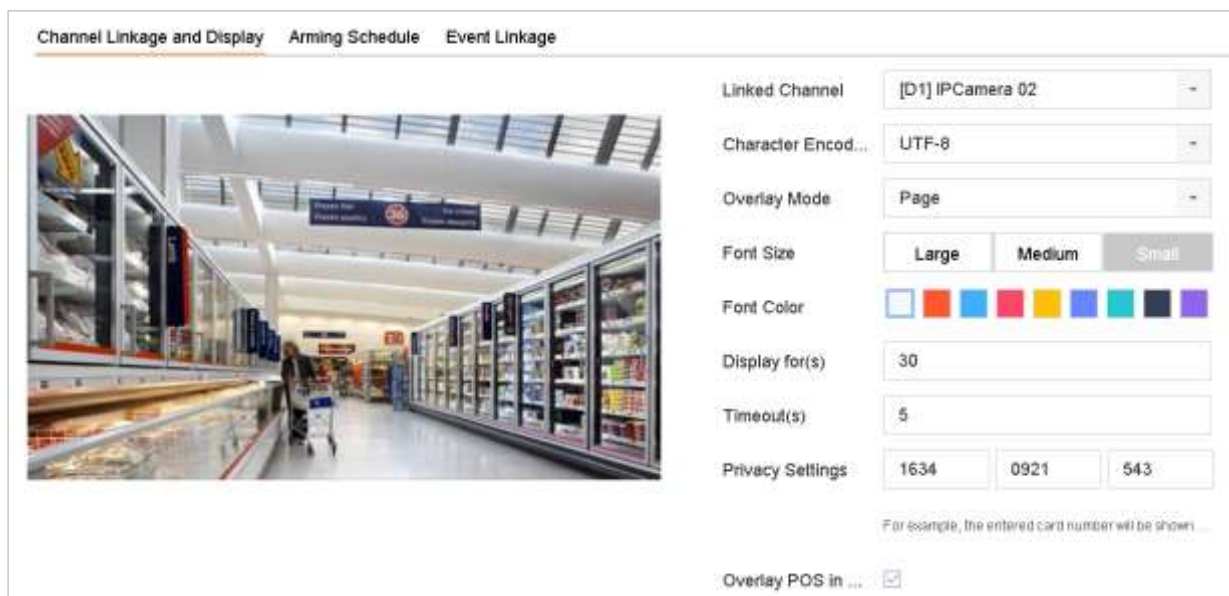 Channel Linkage and Display Arming Schedule Event Linkage
Linked Channel [D1] IPCamera 02
Character Encod... UTF-8
Overlay Mode Page
Font Size Large Medium Small
Font Color
Display for(s) 30
Timeout(s) 5
Privacy Settings 1634 0921 543
For example, the entered card number will be shown ...
Overlay POS in ...
36